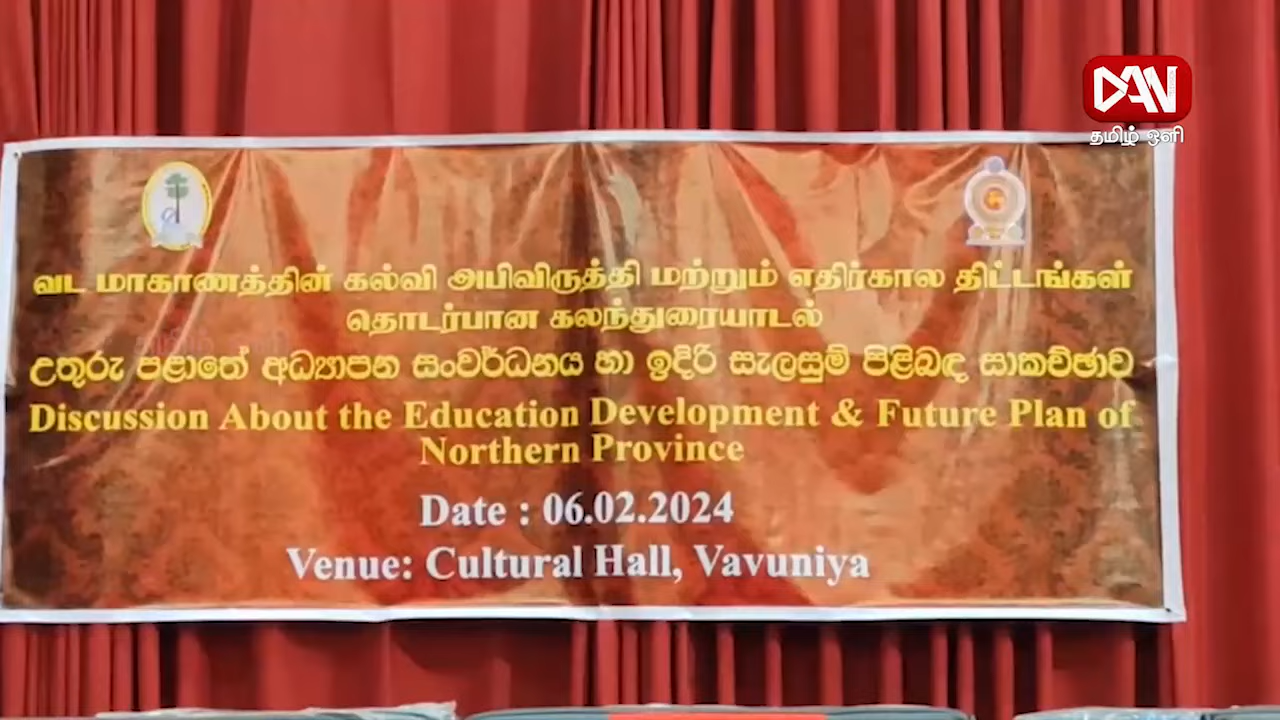 DAN
தமிழ் ஒளி
வட மாகாணத்தின் கல்வி அபிவிருத்தி மற்றும் எதிர்கால திட்டங்கள்
தொடர்பான கலந்துரையாடல்
උතුරු පළාතේ අධ්‍යාපන සංවර්ධනය හා ඉදිරි සැලසුම් පිළිබඳ සාකච්ඡාව
Discussion About the Education Development & Future Plan of
Northern Province
Date : 06.02.2024
Venue: Cultural Hall, Vavuniya